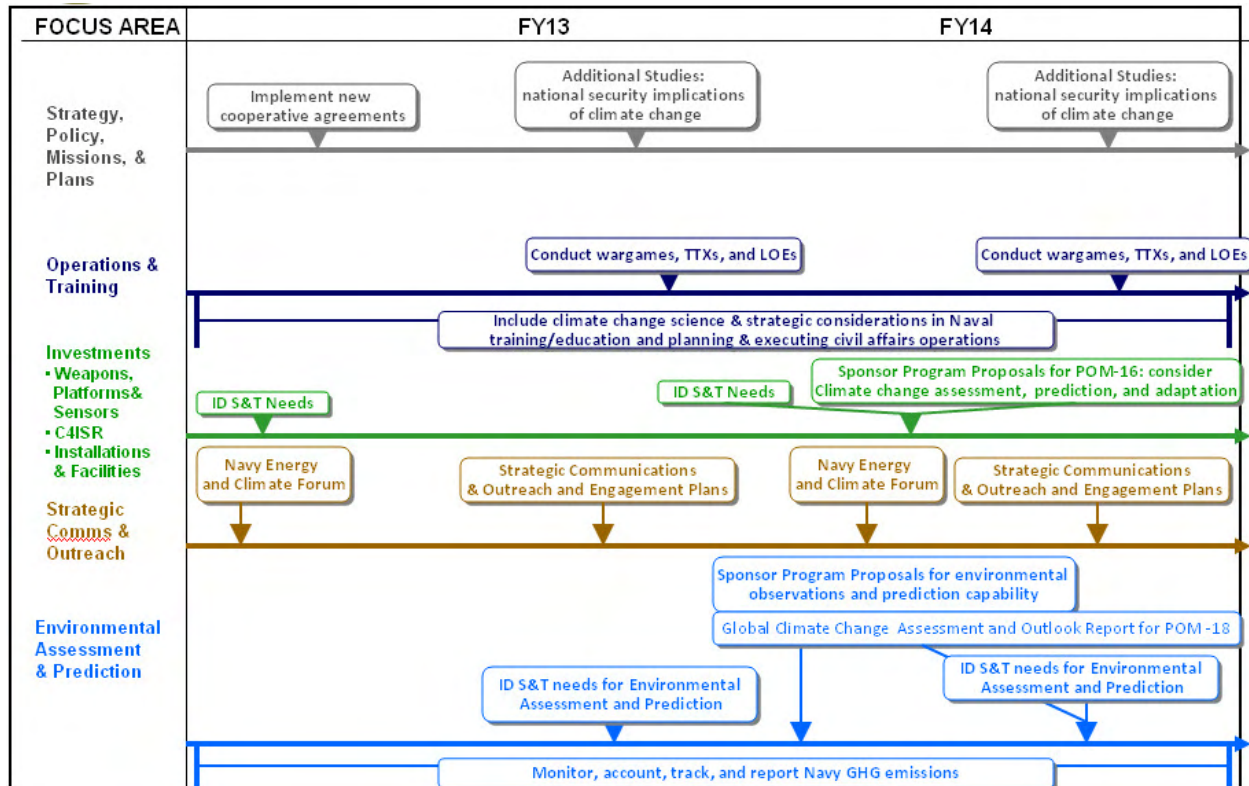 FOCUS AREA
FY13
FY14
Strategy,
Policy,
Missions, &
Plans
Implement new
cooperative agreements
Additional Studies:
national security implications
of climate change
Additional Studies:
national security implications
of climate change
Operations &
Training
Conduct wargames, TTXs, and LOEs
Conduct wargames, TTXs, and LOEs
Include climate change science & strategic considerations in Naval
training/education and planning & executing civil affairs operations
Investments
▪ Weapons,
Platforms&
Sensors
▪ C4ISR
▪ Installations
& Facilities
ID S&T Needs
ID S&T Needs
Sponsor Program Proposals for POM-16: consider
Climate change assessment, prediction, and adaptation
Strategic
Comms &
Outreach
Navy Energy
and Climate Forum
Strategic Communications
& Outreach and Engagement Plans
Navy Energy
and Climate Forum
Strategic Communications
& Outreach and Engagement Plans
Environmental
Assessment
& Prediction
Sponsor Program Proposals for environmental
observations and prediction capability
Global Climate Change Assessment and Outlook Report for POM -18
ID S&T needs for Environmental
Assessment and Prediction
ID S&T needs for Environmental
Assessment and Prediction
Monitor, account, track, and report Navy GHG emissions